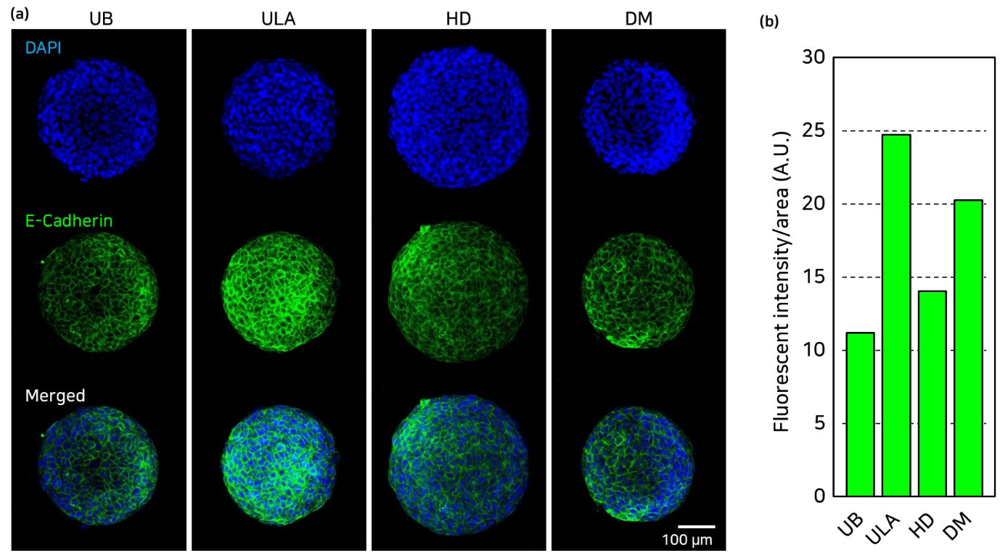 (a)
UB
ULA
HD
DM
DAPI
E-Cadherin
Merged
100 μm
(b)
Fluorescent intensity/area (A.U.)
30
25
20
15
10
5
0
UB
ULA
HD
DM